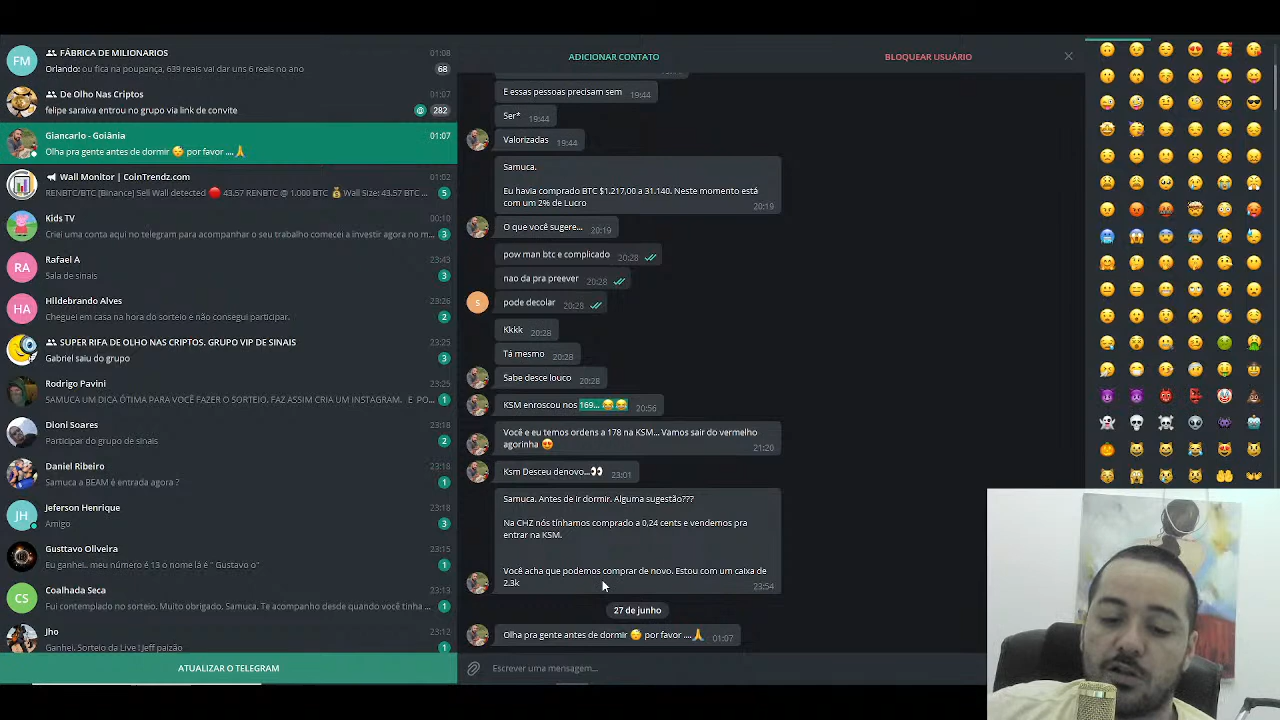 FM
FÁBRICA DE MILIONARIOS
01:08
Orlando: ou fica na poupança, 639 reais val dar uns 6 reais no ano
68
De Olho Nas Criptos
01:07
felipe saraiva entrou no grupo via link de convite
@ 282
Giancarlo - Goiânia
01:07
Olha pra gente antes de dormir 😴 por favor ....🙏
Wall Monitor | CoinTrendz.com
01:02
RENBTC/BTC [Binance] Sell Wall detected 🔴 43.57 RENBTC @ 1.000 BTC 💰Wall Size: 43.57 BTC ...
5
Kids TV
00:10
Criei uma conta aqui no telegram para acompanhar o seu trabalho comecei a investir agora no m...
3
RA
Rafael A
23:43
Sala de sinais
3
HA
Hildebrando Alves
23:26
Cheguei em casa na hora do sorteio e não consegui participar.
2
SUPER RIFA DE OLHO NAS CRIPTOS. GRUPO VIP DE SINAIS
23:25
Gabriel saiu do grupo
3
Rodrigo Pavini
23:25
SAMUCA UM DICA ÓTIMA PARA VOCÊ FAZER O SORTEIO. FAZ ASSIM CRIA UM INSTAGRAM. E PO...
1
Dioni Soares
23:18
Participar do grupo de sinais
2
Daniel Ribeiro
23:18
Samuca a BEAM é entrada agora ?
1
JH
Jeferson Henrique
23:18
Amigo
3
Gusttavo Oliveira
23:15
Eu ganhei. meu número é 13 o nome lá é " Gustavo o"
1
CS
Coalhada Seca
23:13
Fui contemplado no sorteio. Muito obrigado, Samuca. Te acompanho desde quando você tinha ...
1
Jho
23:12
Ganhei. Sorteio da Live ! Jeff paixão
1
ATUALIZAR O TELEGRAM
ADICIONAR CONTATO
BLOQUEAR USUÁRIO
E essas pessoas precisam sem 19:44
Ser* 19:44
Valorizadas 19:44
Samuca.
Eu havia comprado BTC $1.217,00 a 31.140. Neste momento está
com um 2% de Lucro
20:19
O que você sugere... 20:19
pow man btc e complicado 20:28
nao da pra preever 20:28
S
pode decolar 20:28
Kkkk 20:28
Tá mesmo 20:28
Sabe desce louco 20:28
KSM enroscou nos 169... 😂😂 20:56
Você e eu temos ordens a 178 na KSM... Vamos sair do vermelho
agorinha 😍
21:20
Ksm Desceu denovo...👀 23:01
Samuca. Antes de ir dormir. Alguma sugestão???
Na CHZ nós tínhamos comprado a 0,24 cents e vendemos pra
entrar na KSM.
Você acha que podemos comprar de novo. Estou com um caixa de
2.3k
23:54
27 de junho
Olha pra gente antes de dormir 😴 por favor ....🙏 01:07
Escrever uma mensagem...